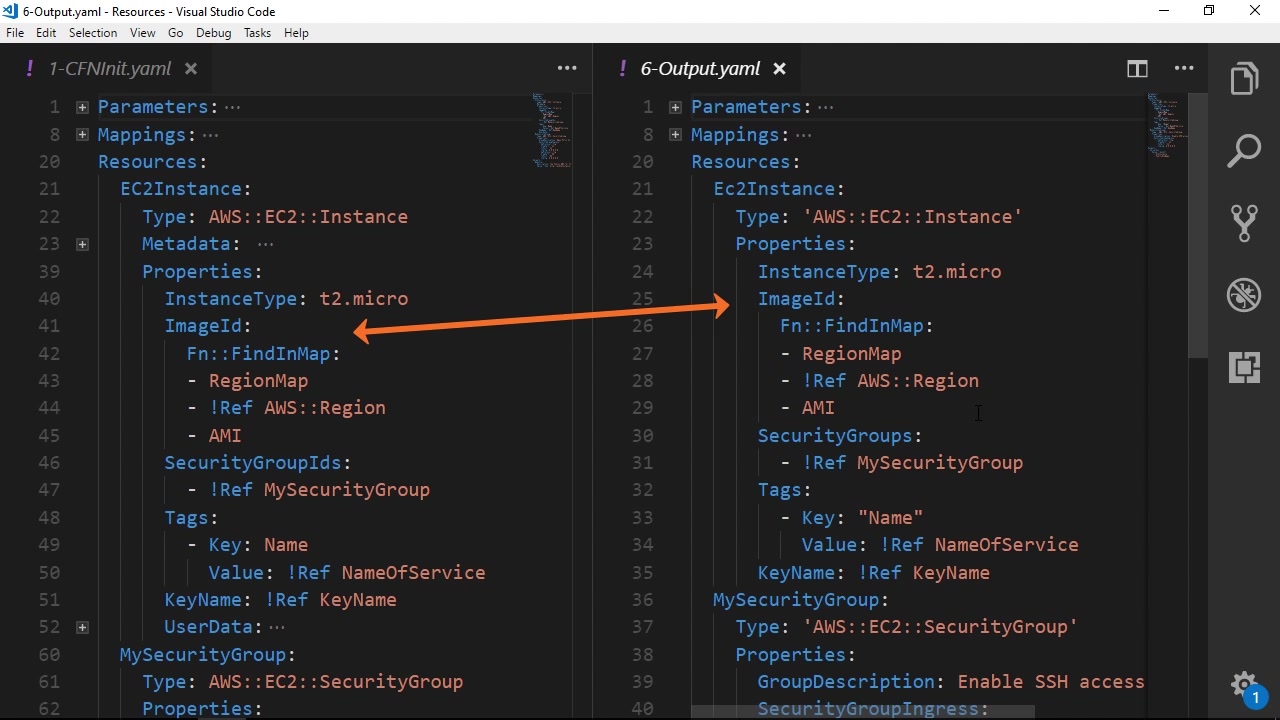 6-Output.yaml - Resources - Visual Studio Code
File Edit Selection View Go Debug Tasks Help
! 1-CFNInit.yaml
1 Parameters: ···
8 Mappings: ···
20 Resources:
21 EC2Instance:
22 Type: AWS::EC2::Instance
23 Metadata: ···
39 Properties:
40 InstanceType: t2.micro
41 ImageId:
42 Fn::FindInMap:
43 - RegionMap
44 - !Ref AWS::Region
45 - AMI
46 SecurityGroupIds:
47 - !Ref MySecurityGroup
48 Tags:
49 - Key: Name
50 Value: !Ref NameOfService
51 KeyName: !Ref KeyName
52 UserData: ···
60 MySecurityGroup:
61 Type: AWS::EC2::SecurityGroup
62 Properties:
! 6-Output.yaml
1 Parameters: ···
8 Mappings: ···
20 Resources:
21 Ec2Instance:
22 Type: 'AWS::EC2::Instance'
23 Properties:
24 InstanceType: t2.micro
25 ImageId:
26 Fn::FindInMap:
27 - RegionMap
28 - !Ref AWS::Region
29 - AMI
30 SecurityGroups:
31 - !Ref MySecurityGroup
32 Tags:
33 - Key: "Name"
34 Value: !Ref NameOfService
35 KeyName: !Ref KeyName
36 MySecurityGroup:
37 Type: 'AWS::EC2::SecurityGroup'
38 Properties:
39 GroupDescription: Enable SSH access
40 SecurityGroupIngress:
1